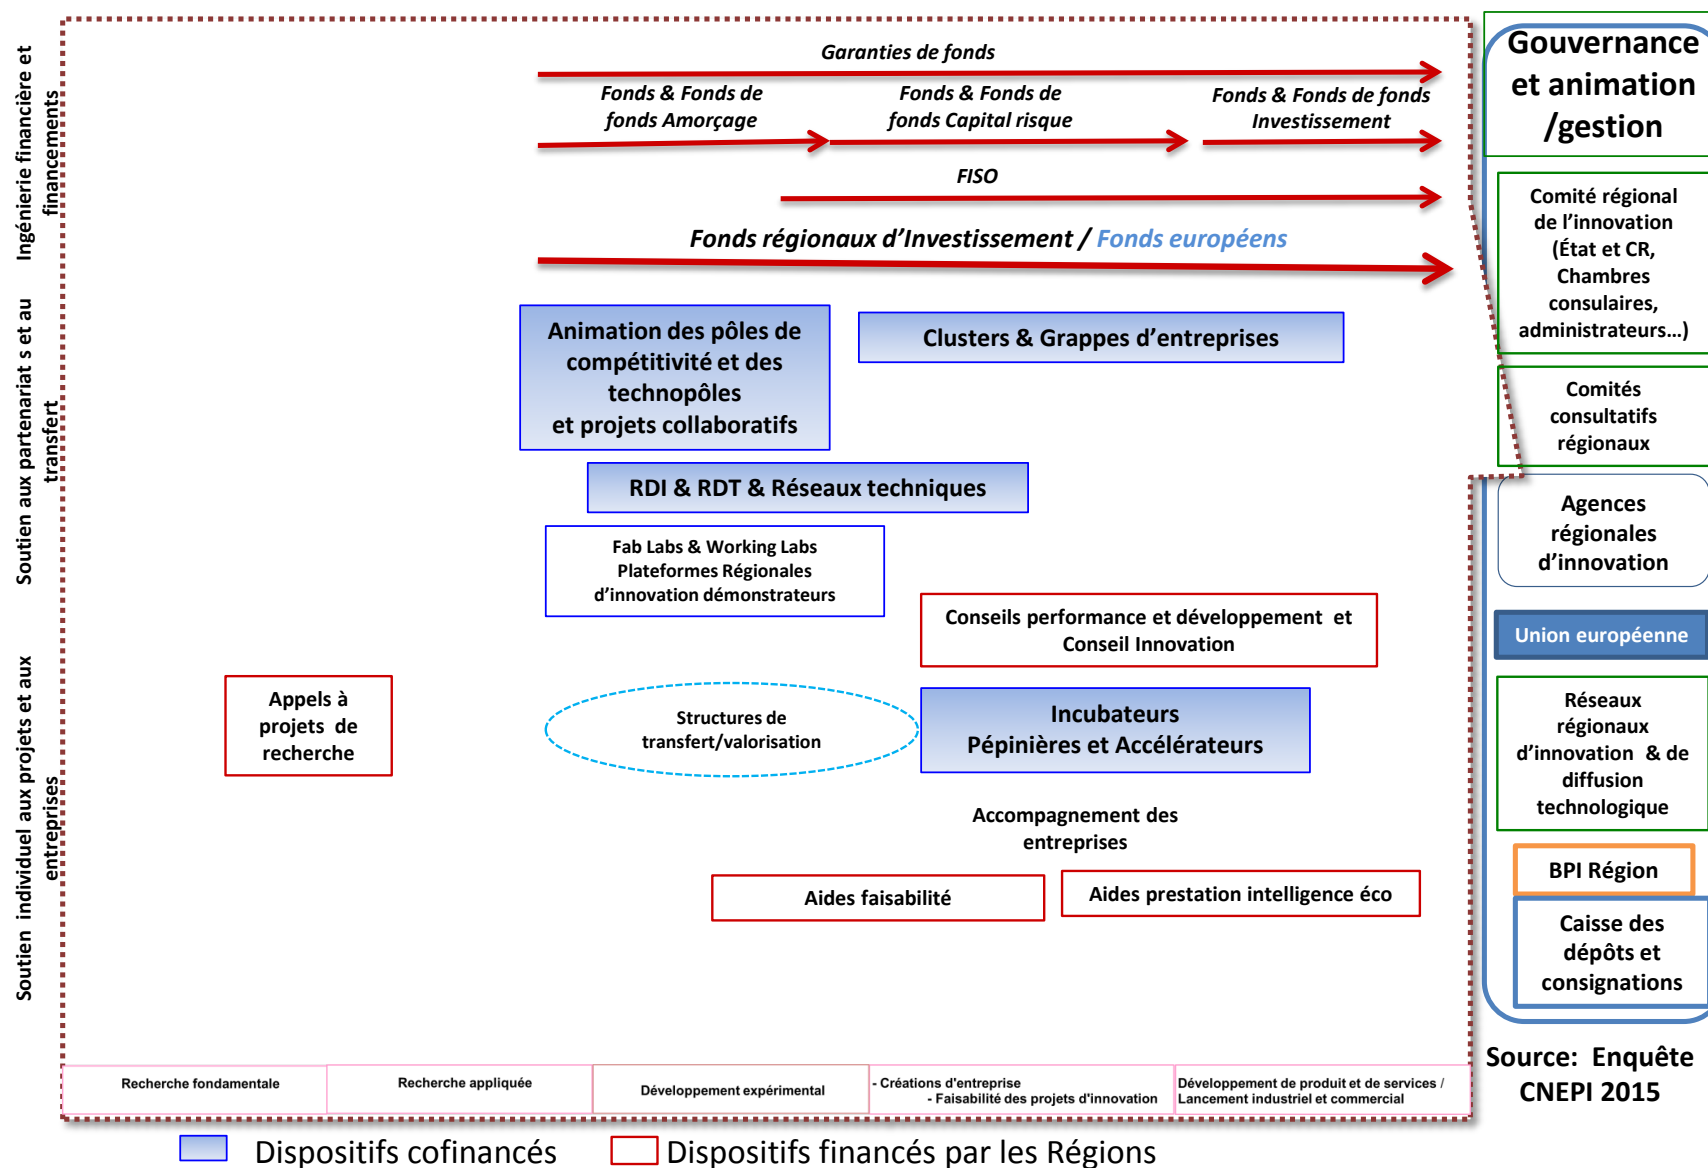 Ingénierie financière et
financements
Garanties de fonds
Fonds & Fonds de
fonds Amorçage
Fonds & Fonds de
fonds Capital risque
Fonds & Fonds de fonds
Investissement
FISO
Fonds régionaux d’Investissement / Fonds européens
Soutien aux partenariat s et au
transfert
Animation des pôles de
compétitivité et des
technopôles
et projets collaboratifs
Clusters & Grappes d’entreprises
RDI & RDT & Réseaux techniques
Fab Labs & Working Labs
Plateformes Régionales
d’innovation démonstrateurs
Soutien individuel aux projets et aux
entreprises
Conseils performance et développement et
Conseil Innovation
Appels à
projets de
recherche
Structures de
transfert/valorisation
Incubateurs
Pépinières et Accélérateurs
Accompagnement des
entreprises
Aides faisabilité
Aides prestation intelligence éco
Recherche fondamentale
Recherche appliquée
Développement expérimental
- Créations d'entreprise
- Faisabilité des projets d'innovation
Développement de produit et de services /
Lancement industriel et commercial
Gouvernance
et animation
/gestion
Comité régional
de l’innovation
(État et CR,
Chambres
consulaires,
administrateurs…)
Comités
consultatifs
régionaux
Agences
régionales
d’innovation
Union européenne
Réseaux
régionaux
d’innovation & de
diffusion
technologique
BPI Région
Caisse des
dépôts et
consignations
Source: Enquête
CNEPI 2015
Dispositifs cofinancés
Dispositifs financés par les Régions